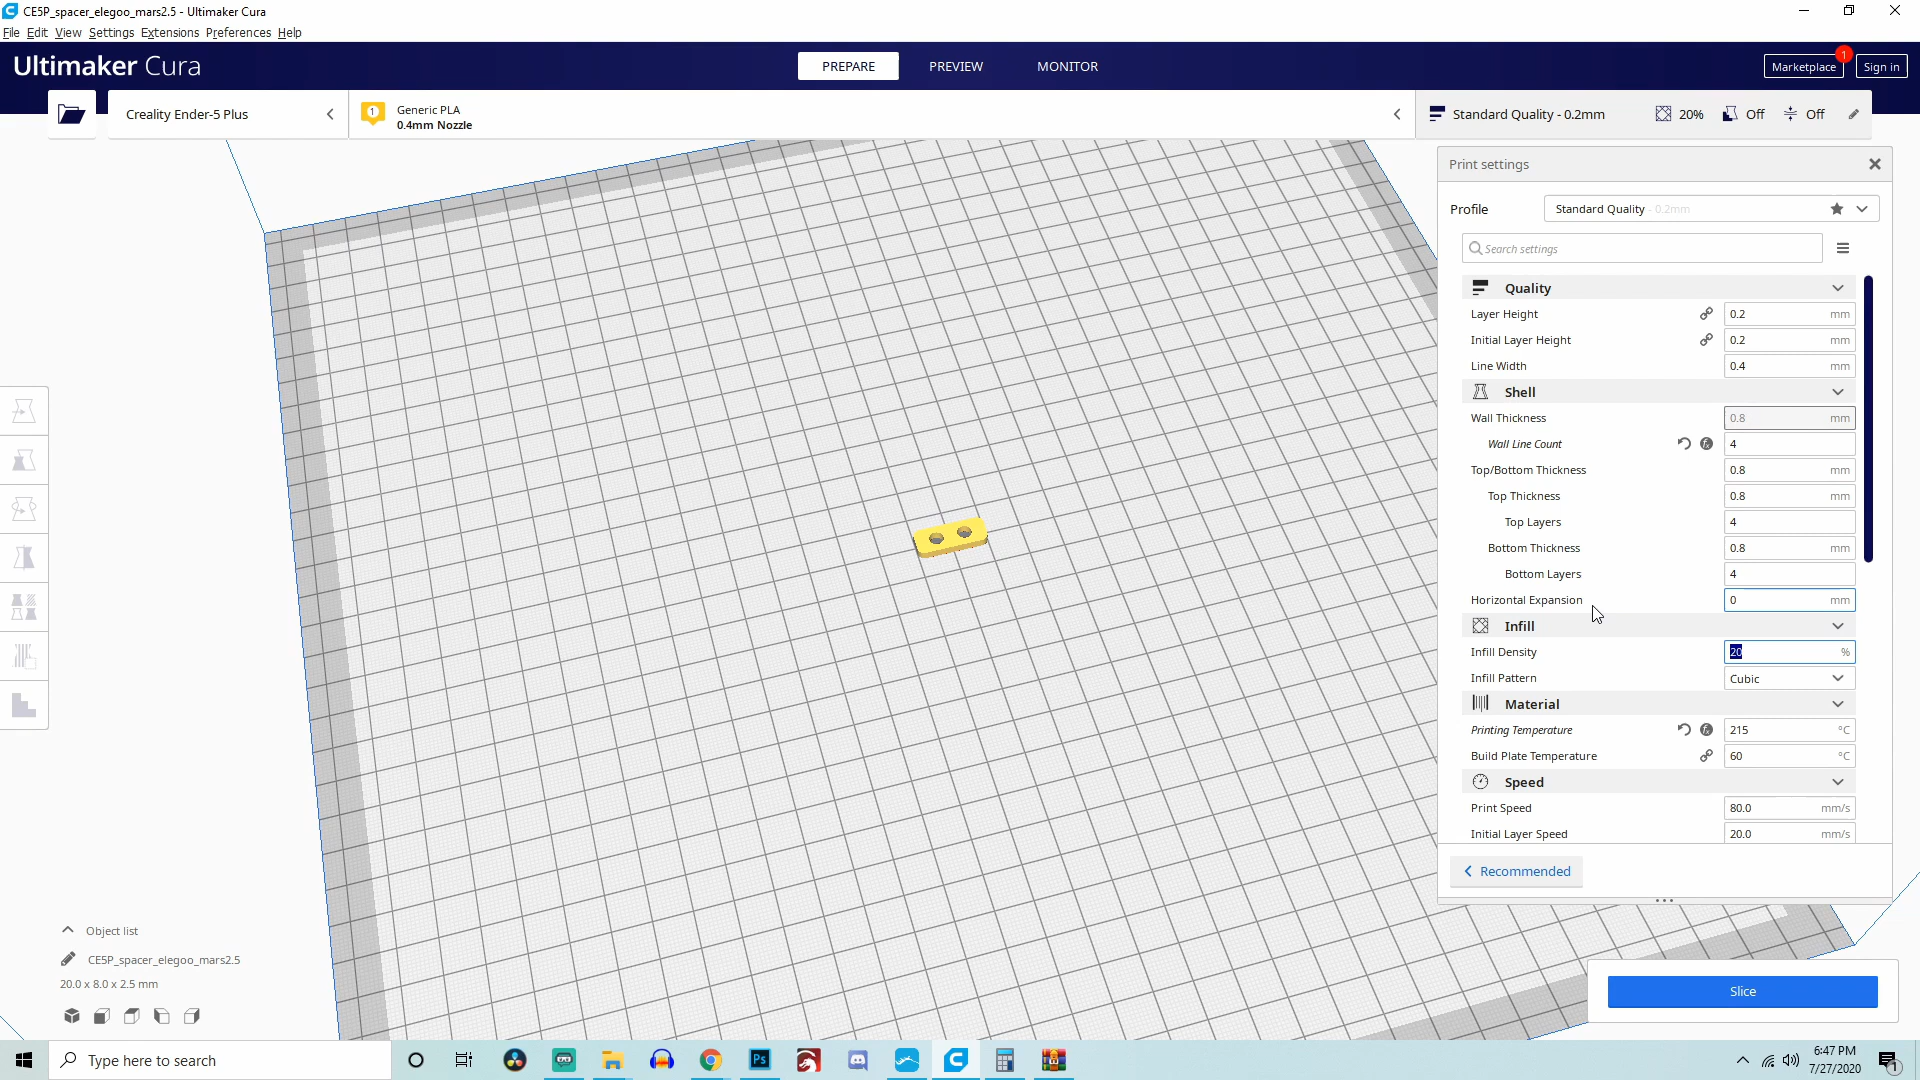 CE5P_spacer_elegoo_mars2.5 - Ultimaker Cura
File Edit View Settings Extensions Preferences Help
Ultimaker Cura
PREPARE
PREVIEW
MONITOR
Marketplace
1
Sign in
Creality Ender-5 Plus
1
Generic PLA
0.4mm Nozzle
Standard Quality - 0.2mm
20%
Off
Off
Print settings
Profile
Standard Quality - 0.2mm
Search settings
Quality
Layer Height 0.2 mm
Initial Layer Height 0.2 mm
Line Width 0.4 mm
Shell
Wall Thickness 0.8 mm
Wall Line Count 4
Top/Bottom Thickness 0.8 mm
Top Thickness 0.8 mm
Top Layers 4
Bottom Thickness 0.8 mm
Bottom Layers 4
Horizontal Expansion 0 mm
Infill
Infill Density 20 %
Infill Pattern Cubic
Material
Printing Temperature 215 °C
Build Plate Temperature 60 °C
Speed
Print Speed 80.0 mm/s
Initial Layer Speed 20.0 mm/s
Recommended
Object list
CE5P_spacer_elegoo_mars2.5
20.0 x 8.0 x 2.5 mm
Slice
Type here to search
Ps
6:47 PM
7/27/2020
1